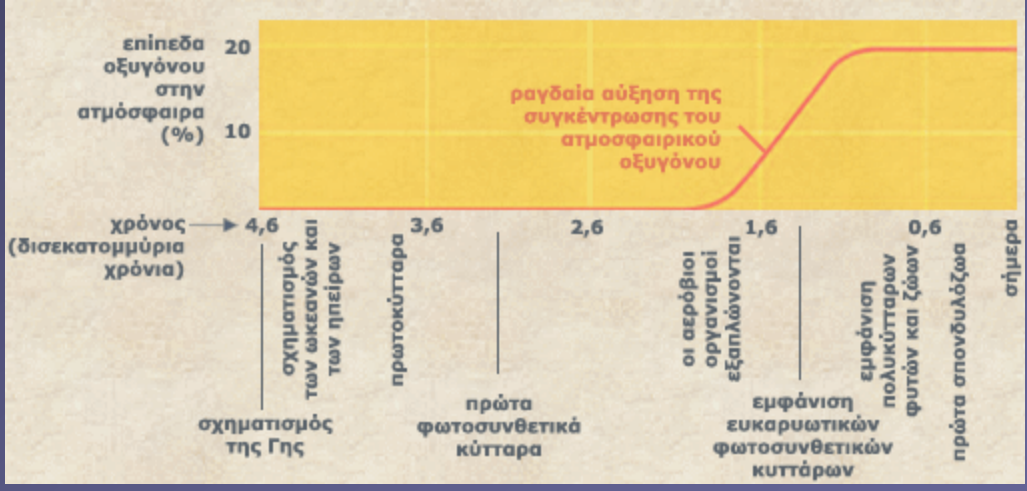 επίπεδα
οξυγόνου
στην
ατμόσφαιρα
(%)
20
10
ραγδαία αύξηση της
συγκέντρωσης του
ατμοσφαιρικού
οξυγόνου
χρόνος
(δισεκατομμύρια
χρόνια)
4,6
3,6
2,6
1,6
0,6
σήμερα
σχηματισμός
της Γης
σχηματισμός
των ωκεανών και
των ηπείρων
πρωτοκύτταρα
πρώτα
φωτοσυνθετικά
κύτταρα
οι αερόβιοι
οργανισμοί
εξαπλώνονται
εμφάνιση
ευκαρυωτικών
φωτοσυνθετικών
κυττάρων
εμφάνιση
πολυκύτταρων
φυτών και ζώων
πρώτα σπονδυλόζωα